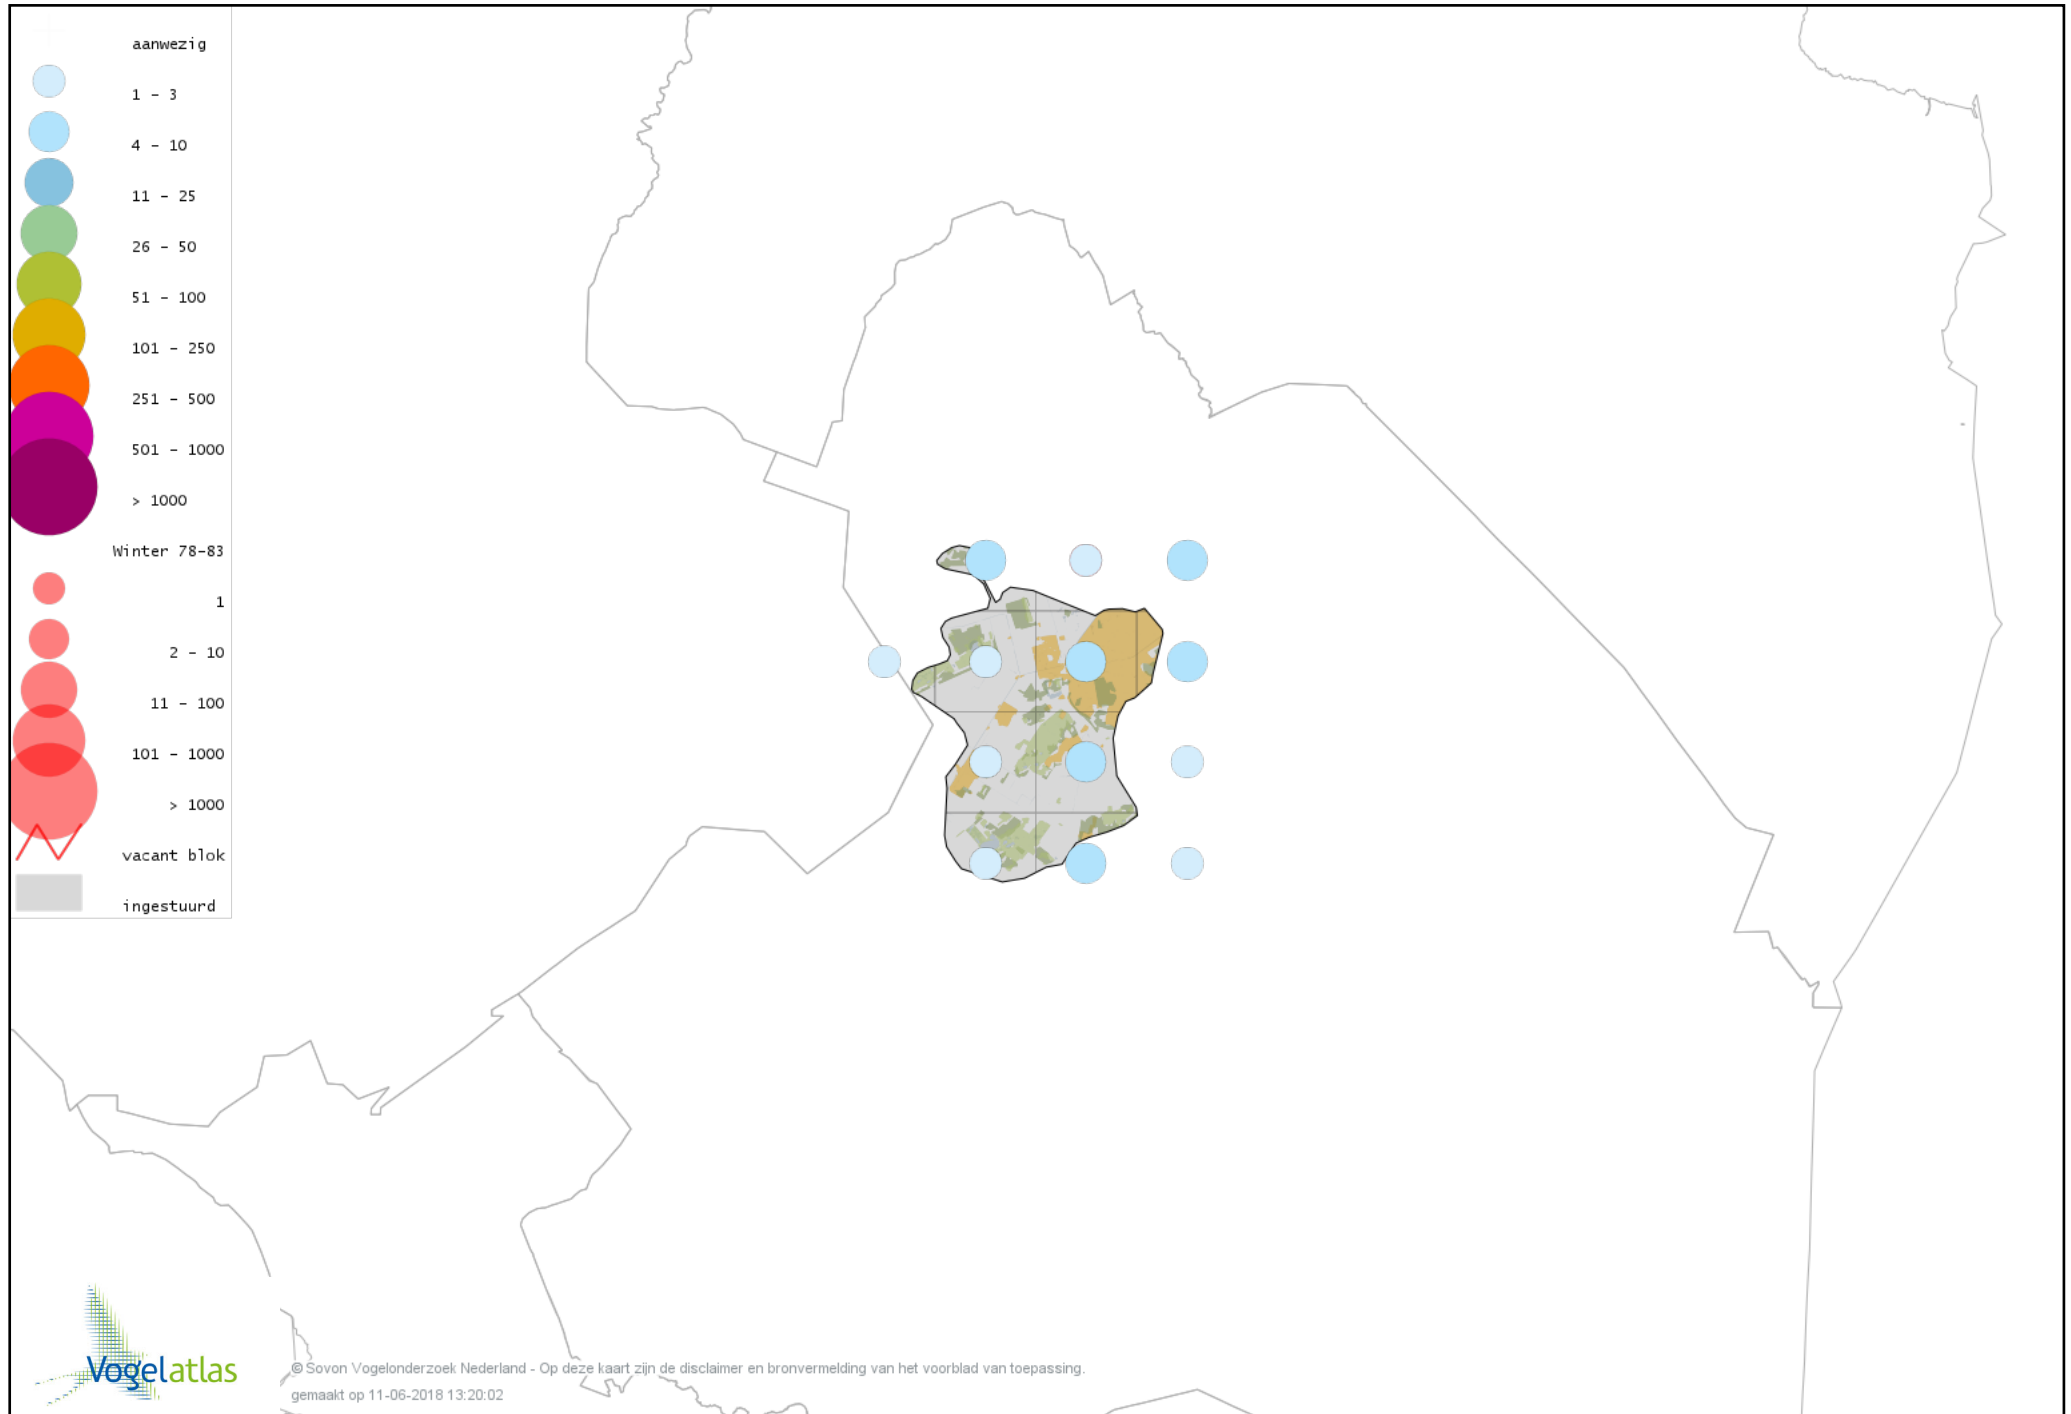 aanwezig
1 – 3
4 – 10
11 – 25
26 – 50
51 – 100
101 – 250
251 – 500
501 – 1000
> 1000
Winter 78-83
1
2 – 10
11 – 100
101 – 1000
> 1000
vacant blok
ingestuurd
Vogelatlas
© Sovon Vogelonderzoek Nederland - Op deze kaart zijn de disclaimer en bronvermelding van het voorblad van toepassing.
gemaakt op 11-06-2018 13:20:02